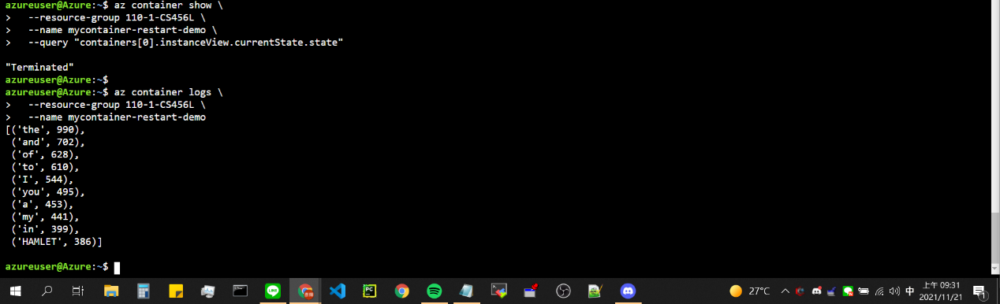 azureuser@Azure:~$ az container show \
>   --resource-group 110-1-CS456L \
>   --name mycontainer-restart-demo \
>   --query "containers[0].instanceView.currentState.state"
"Terminated"
azureuser@Azure:~$
azureuser@Azure:~$ az container logs \
>   --resource-group 110-1-CS456L \
>   --name mycontainer-restart-demo
[('the', 990),
 ('and', 702),
 ('of', 628),
 ('to', 610),
 ('I', 544),
 ('you', 495),
 ('a', 453),
 ('my', 441),
 ('in', 399),
 ('HAMLET', 386)]
azureuser@Azure:~$
LINE
PC
27°C
中
上午 09:31
2021/11/21
1